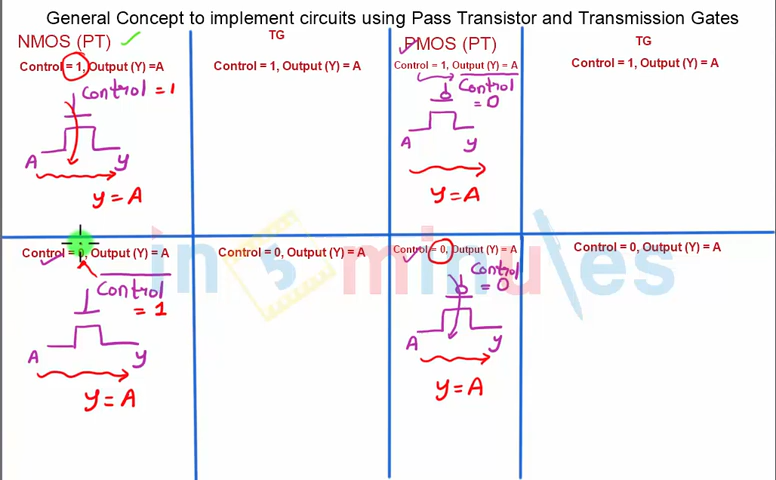 General Concept to implement circuits using Pass Transistor and Transmission Gates
NMOS (PT)
Control = 1, Output (Y) =A
Control = 1
A
Y
Y = A
TG
Control = 1, Output (Y) = A
PMOS (PT)
Control = 1, Output (Y) = A
Control
= 0
A
Y
Y = A
TG
Control = 1, Output (Y) = A
Control = 0, Output (Y) = A
Control
= 1
A
Y
Y = A
Control = 0, Output (Y) = A
Control = 0, Output (Y) = A
Control
= 0
A
Y
Y = A
Control = 0, Output (Y) = A
in 5 minutes